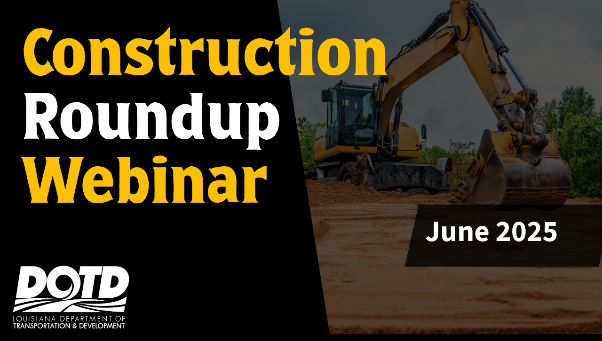 Construction
Roundup
Webinar
June 2025
DOTD
LOUISIANA DEPARTMENT OF
TRANSPORTATION & DEVELOPMENT